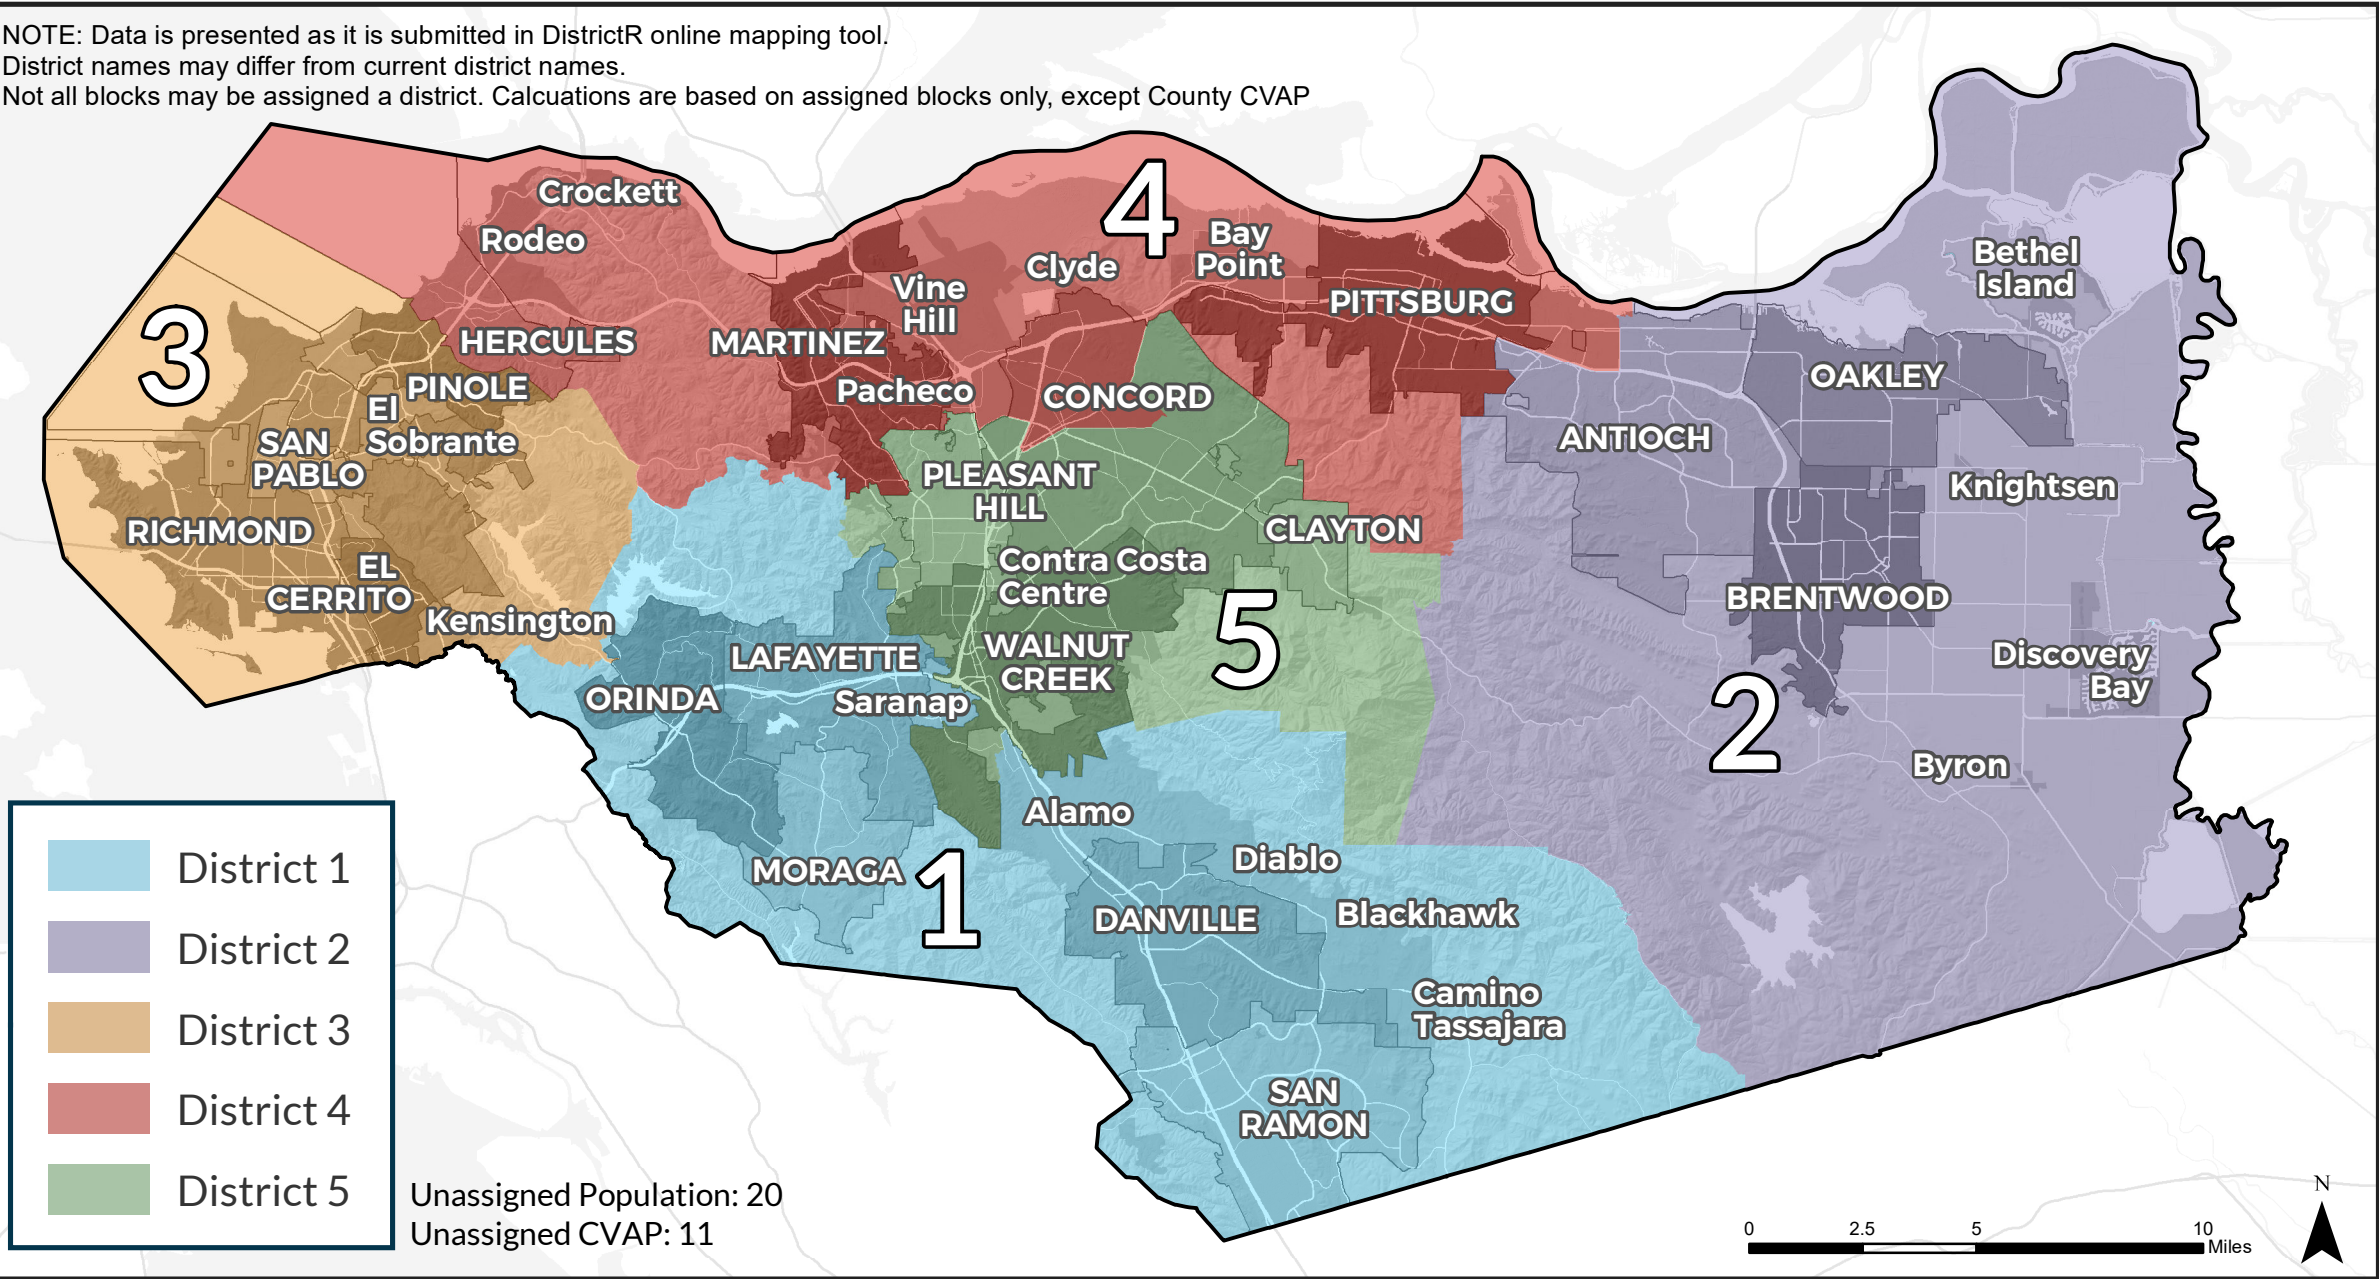 NOTE: Data is presented as it is submitted in DistrictR online mapping tool.
District names may differ from current district names.
Not all blocks may be assigned a district. Calcuations are based on assigned blocks only, except County CVAP
Crockett
Rodeo
4
Bay
Point
Clyde
Vine
Hill
PITTSBURG
Bethel
Island
3
HERCULES
MARTINEZ
PINOLE
Pacheco
CONCORD
OAKLEY
El
Sobrante
SAN
PABLO
ANTIOCH
PLEASANT
HILL
Knightsen
RICHMOND
CLAYTON
EL
CERRITO
Contra Costa
Centre
BRENTWOOD
Kensington
5
LAFAYETTE
WALNUT
CREEK
Discovery
Bay
ORINDA
Saranap
2
Byron
Alamo
MORAGA
1
Diablo
DANVILLE
Blackhawk
Camino
Tassajara
SAN
RAMON
District 1
District 2
District 3
District 4
District 5
Unassigned Population: 20
Unassigned CVAP: 11
N
0 2.5 5 10
Miles